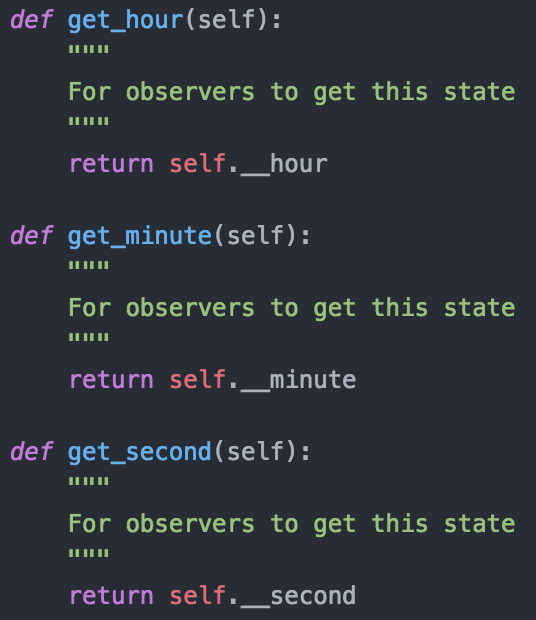 def get_hour(self):
    """
    For observers to get this state
    """
    return self.__hour

def get_minute(self):
    """
    For observers to get this state
    """
    return self.__minute

def get_second(self):
    """
    For observers to get this state
    """
    return self.__second